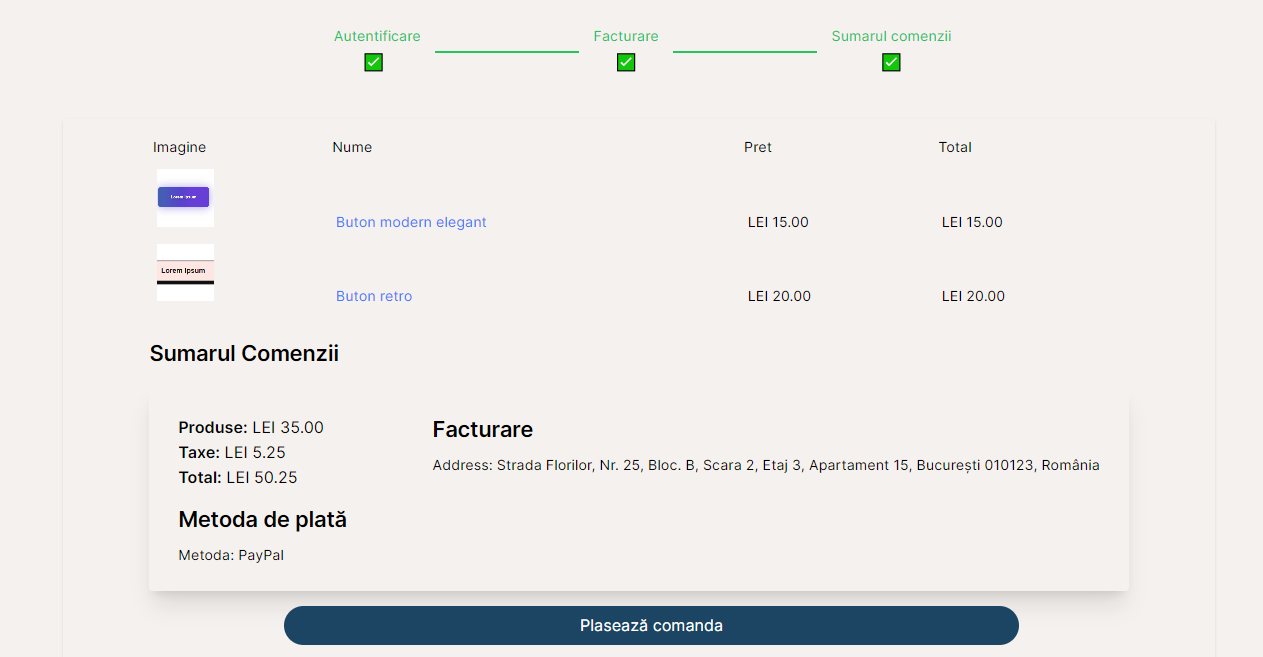 Autentificare Facturare Sumarul comenzii
Imagine Nume Pret Total
Lorem Ipsum
Buton modern elegant LEI 15.00 LEI 15.00
Lorem Ipsum
Buton retro LEI 20.00 LEI 20.00
Sumarul Comenzii
Produse: LEI 35.00
Taxe: LEI 5.25
Total: LEI 50.25
Facturare
Address: Strada Florilor, Nr. 25, Bloc. B, Scara 2, Etaj 3, Apartament 15, București 010123, România
Metoda de plată
Metoda: PayPal
Plasează comanda